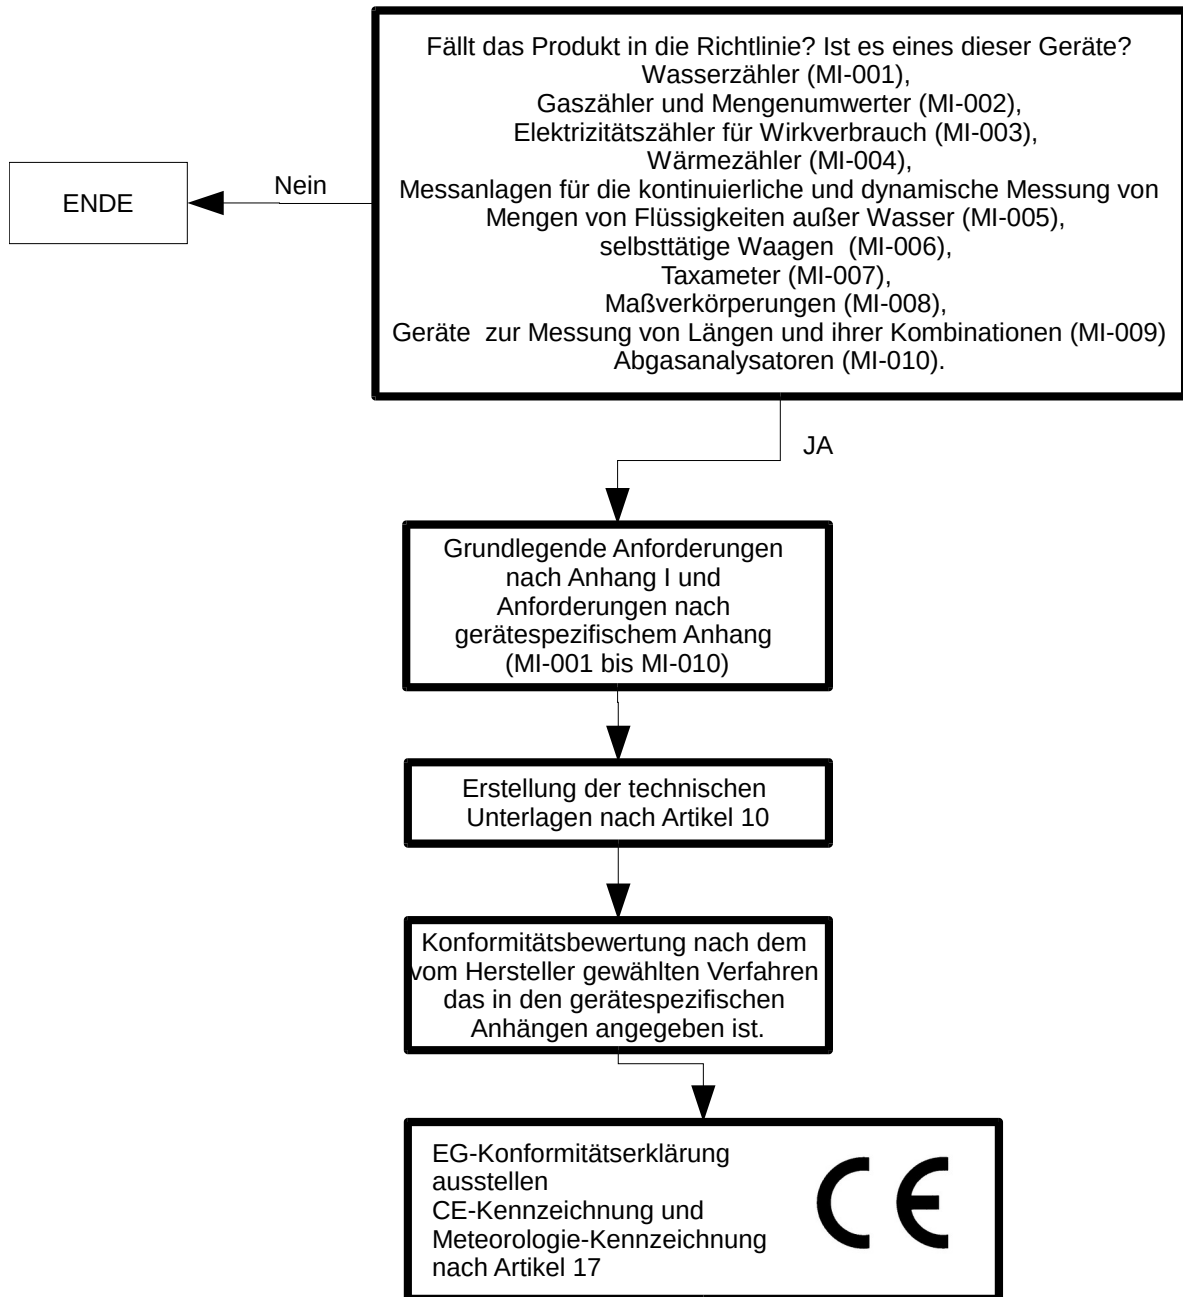 Fällt das Produkt in die Richtlinie? Ist es eines dieser Geräte?
Wasserzähler (MI-001),
Gaszähler und Mengenumwerter (MI-002),
Elektrizitätszähler für Wirkverbrauch (MI-003),
Wärmezähler (MI-004),
Messanlagen für die kontinuierliche und dynamische Messung von
Mengen von Flüssigkeiten außer Wasser (MI-005),
selbsttätige Waagen  (MI-006),
Taxameter (MI-007),
Maßverkörperungen (MI-008),
Geräte  zur Messung von Längen und ihrer Kombinationen (MI-009)
Abgasanalysatoren (MI-010).
Nein
ENDE
JA
Grundlegende Anforderungen
nach Anhang I und
Anforderungen nach
gerätespezifischem Anhang
(MI-001 bis MI-010)
Erstellung der technischen
Unterlagen nach Artikel 10
Konformitätsbewertung nach dem
vom Hersteller gewählten Verfahren
das in den gerätespezifischen
Anhängen angegeben ist.
EG-Konformitätserklärung
ausstellen
CE-Kennzeichnung und
Meteorologie-Kennzeichnung
nach Artikel 17
CE